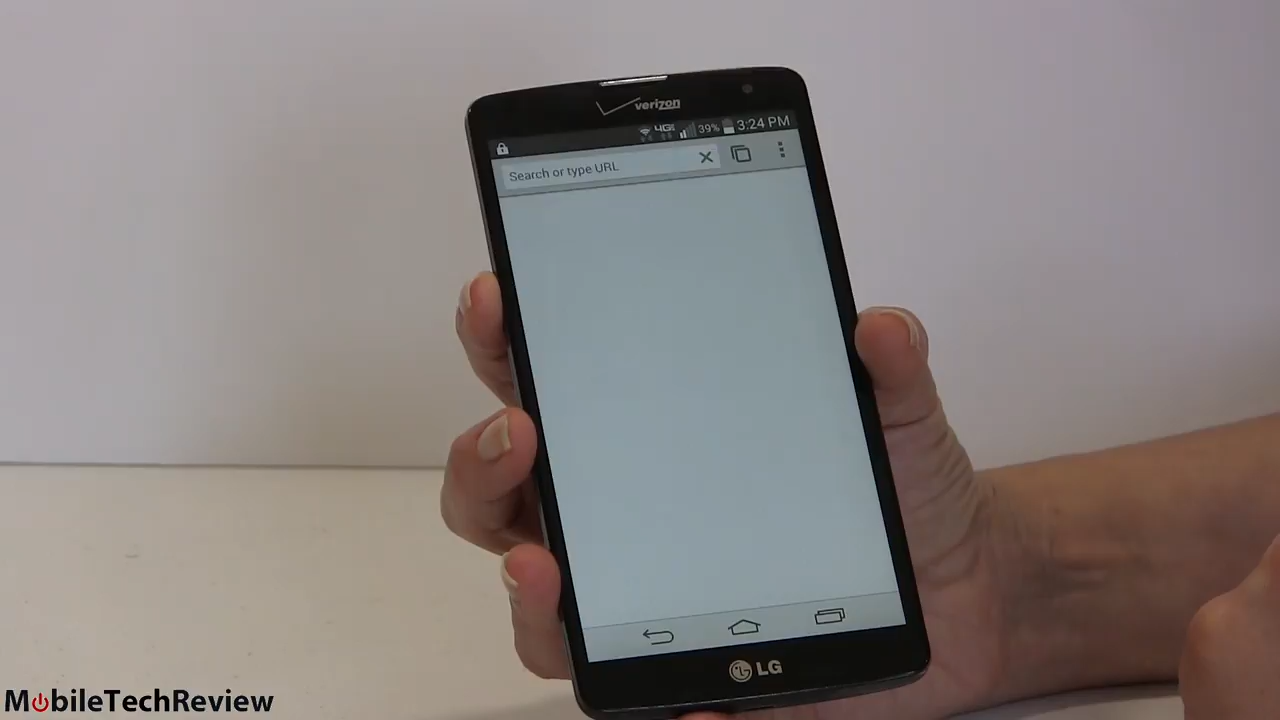 verizon
4G 39% 3:24 PM
Search or type URL
LG
MobileTechReview